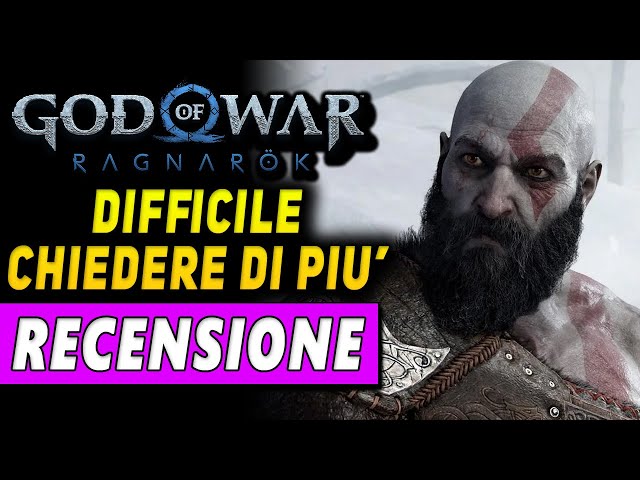 GOD OF WAR
RAGNARÖK
DIFFICILE
CHIEDERE DI PIU'
RECENSIONE